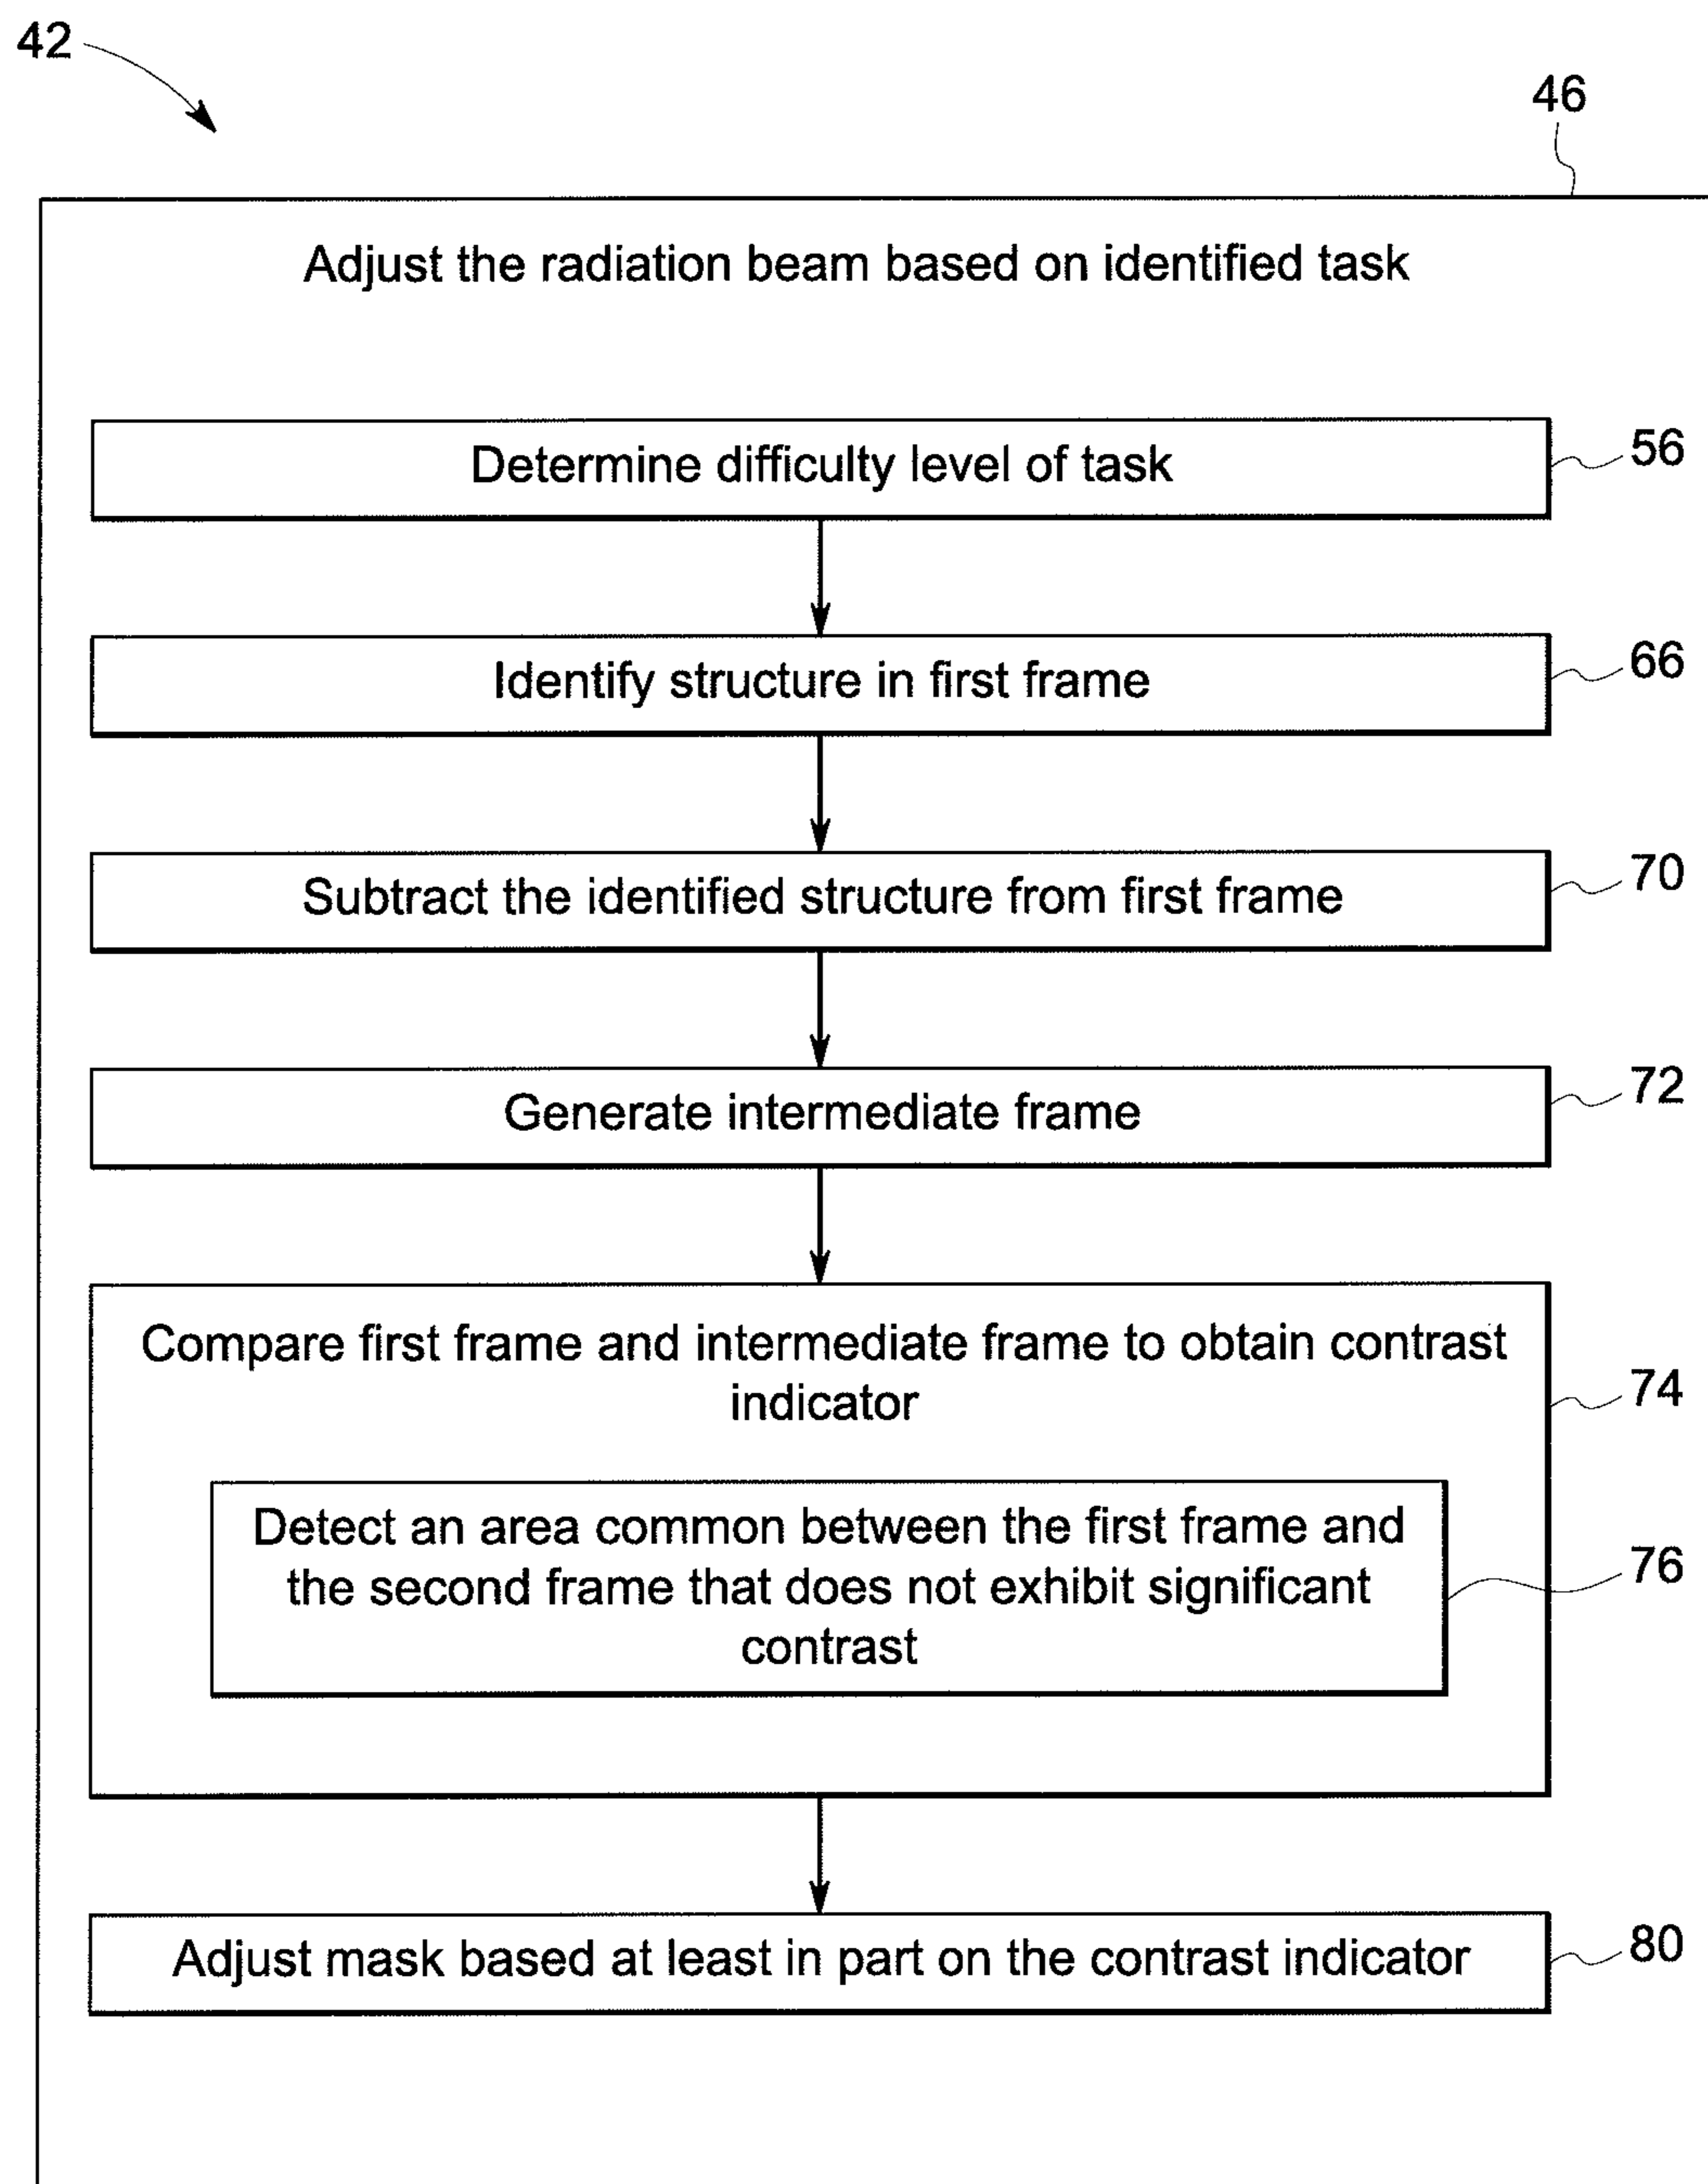 42
46
Adjust the radiation beam based on identified task
Determine difficulty level of task
56
Identify structure in first frame
66
Subtract the identified structure from first frame
70
Generate intermediate frame
72
Compare first frame and intermediate frame to obtain contrast
indicator
74
Detect an area common between the first frame and
the second frame that does not exhibit significant
contrast
76
Adjust mask based at least in part on the contrast indicator
80